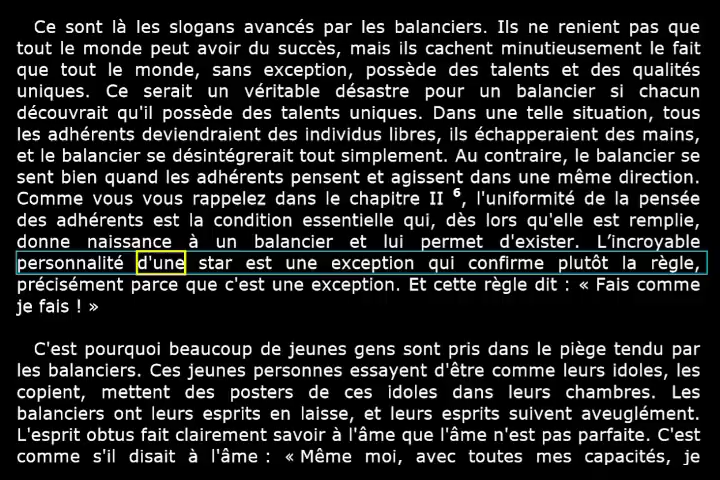 Ce sont là les slogans avancés par les balanciers. Ils ne renient pas que
tout le monde peut avoir du succès, mais ils cachent minutieusement le fait
que tout le monde, sans exception, possède des talents et des qualités
uniques. Ce serait un véritable désastre pour un balancier si chacun
découvrait qu'il possède des talents uniques. Dans une telle situation, tous
les adhérents deviendraient des individus libres, ils échapperaient des mains,
et le balancier se désintégrerait tout simplement. Au contraire, le balancier se
sent bien quand les adhérents pensent et agissent dans une même direction.
Comme vous vous rappelez dans le chapitre II 6, l'uniformité de la pensée
des adhérents est la condition essentielle qui, dès lors qu'elle est remplie,
donne naissance à un balancier et lui permet d'exister. L’incroyable
personnalité d'une star est une exception qui confirme plutôt la règle,
précisément parce que c'est une exception. Et cette règle dit : « Fais comme
je fais ! »
C'est pourquoi beaucoup de jeunes gens sont pris dans le piège tendu par
les balanciers. Ces jeunes personnes essayent d'être comme leurs idoles, les
copient, mettent des posters de ces idoles dans leurs chambres. Les
balanciers ont leurs esprits en laisse, et leurs esprits suivent aveuglément.
L'esprit obtus fait clairement savoir à l'âme que l'âme n'est pas parfaite. C'est
comme s'il disait à l'âme : « Même moi, avec toutes mes capacités, je